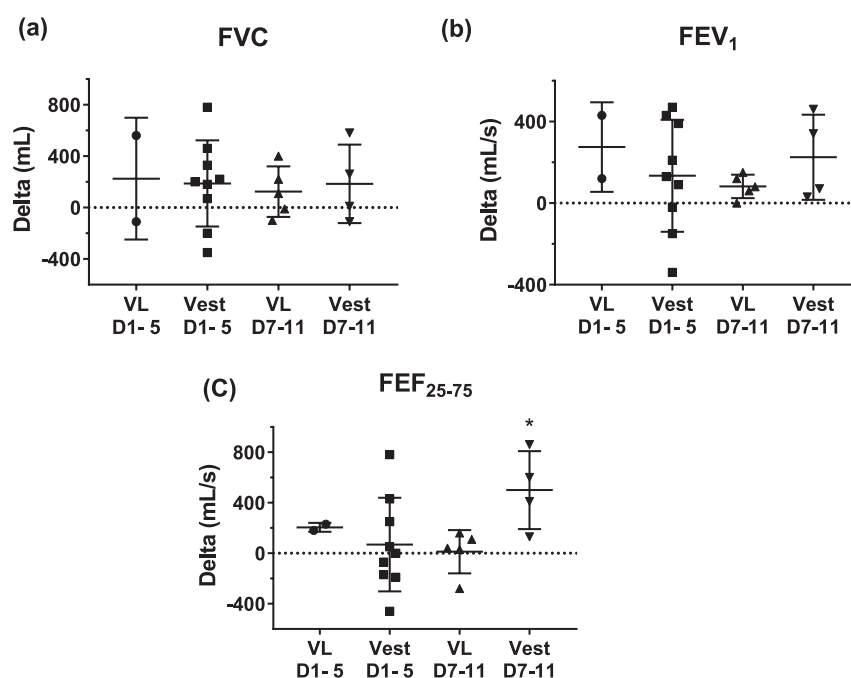 (a)
FVC
Delta (mL)
800
400
0
-400
VL
D1- 5
Vest
D1- 5
VL
D7-11
Vest
D7-11
(b)
FEV1
Delta (mL/s)
400
0
-400
VL
D1- 5
Vest
D1- 5
VL
D7-11
Vest
D7-11
(C)
FEF25-75
*
Delta (mL/s)
800
400
0
-400
VL
D1- 5
Vest
D1- 5
VL
D7-11
Vest
D7-11